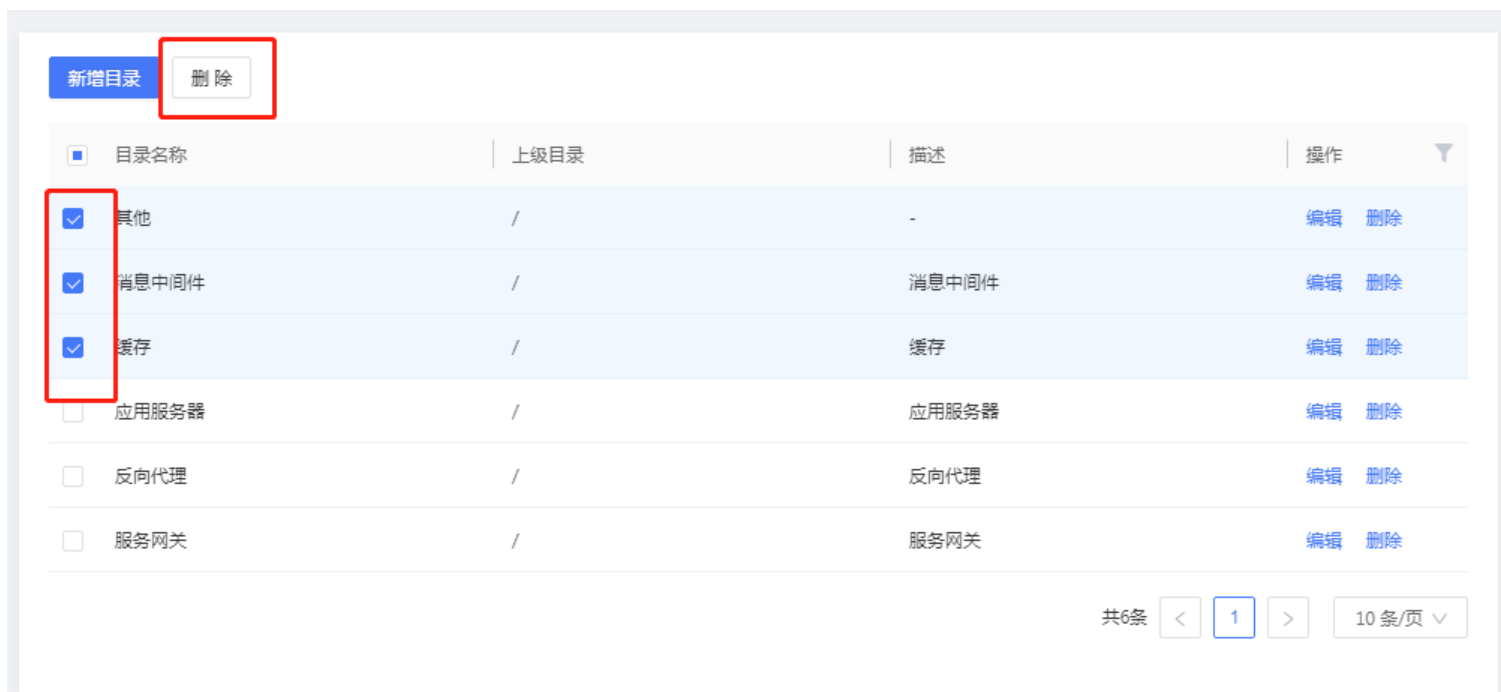 新增目录 删 除
目录名称 上级目录 描述 操作
其他 / - 编辑 删除
消息中间件 / 消息中间件 编辑 删除
缓存 / 缓存 编辑 删除
应用服务器 / 应用服务器 编辑 删除
反向代理 / 反向代理 编辑 删除
服务网关 / 服务网关 编辑 删除
共6条 < 1 > 10 条/页